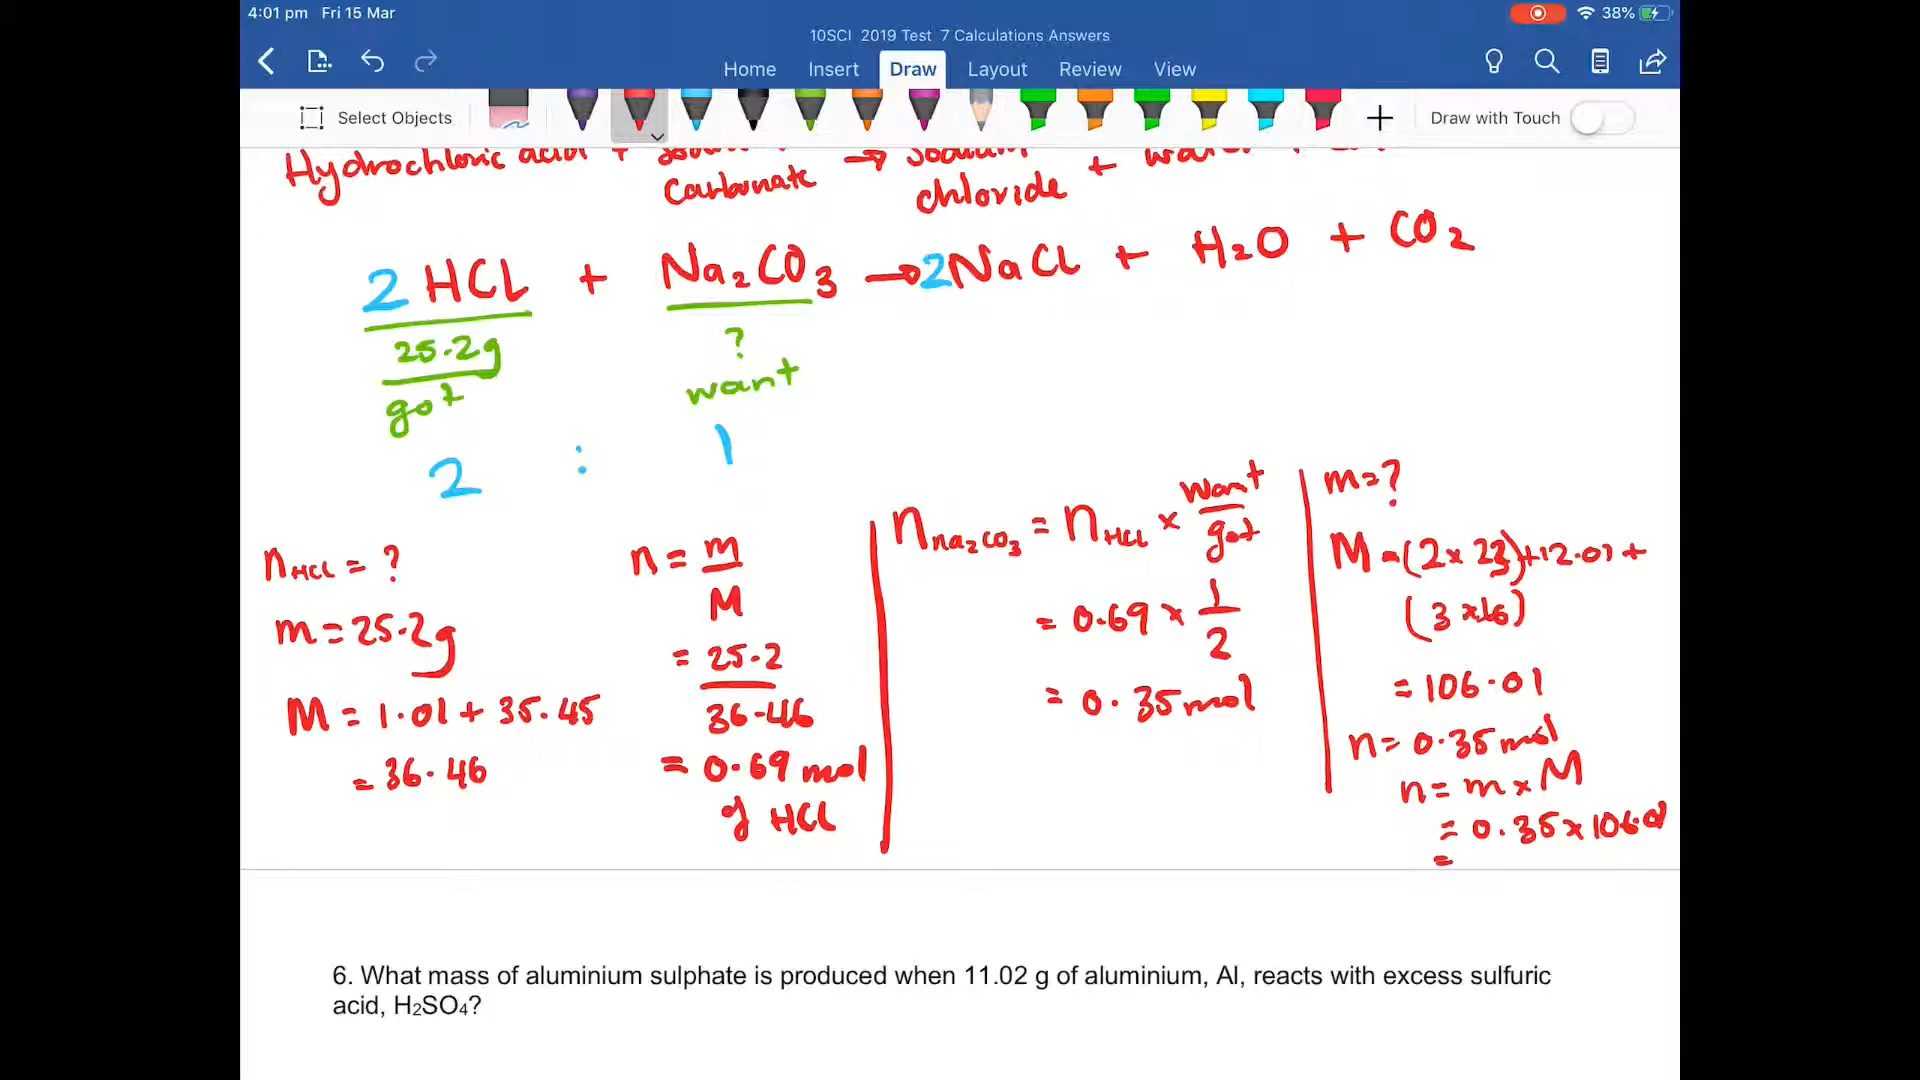 4:01 pm Fri 15 Mar
38%
10SCI 2019 Test 7 Calculations Answers
Home Insert Draw Layout Review View
Select Objects
Draw with Touch
Hydrochloric acid +
Carbonate → chloride +
2HCl + Na2CO3 → 2NaCl + H2O + CO2
25.2g ?
got want
2 : 1
nHCl = ?
m = 25.2g
M = 1.01 + 35.45
= 36.46
n = m/M
= 25.2/36.46
= 0.69 mol
of HCl
nNa2CO3 = nHCl × want/got
= 0.69 × 1/2
= 0.35 mol
m = ?
M = (2 × 23) + 12.01 +
(3 × 16)
= 106.01
n = 0.35 mol
n = m × M
= 0.35 × 106.01
=
6. What mass of aluminium sulphate is produced when 11.02 g of aluminium, Al, reacts with excess sulfuric
acid, H2SO4?